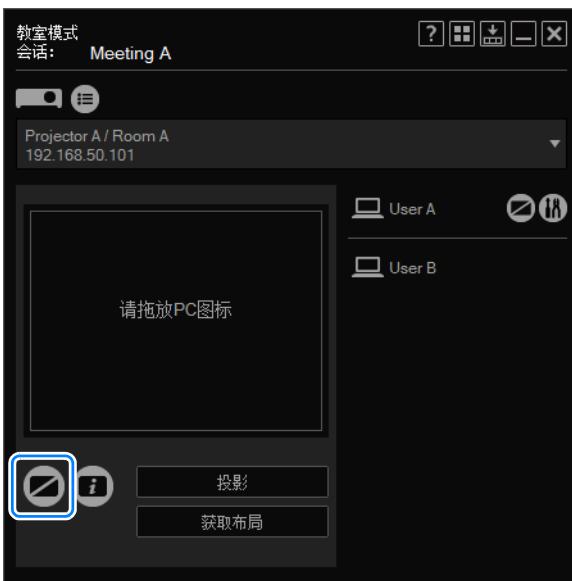 教室模式
会话： Meeting A
Projector A / Room A
192.168.50.101
User A
User B
请拖放PC图标
投影
获取布局